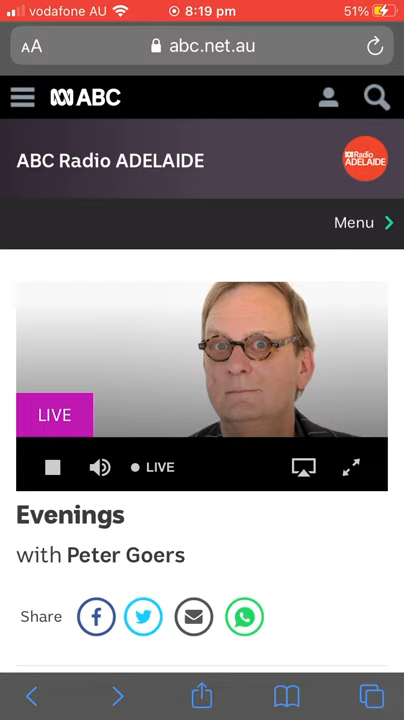 vodafone AU 8:19 pm 51%
AA abc.net.au
ABC
ABC Radio ADELAIDE
Radio
ADELAIDE
Menu
LIVE
LIVE
Evenings
with Peter Goers
Share